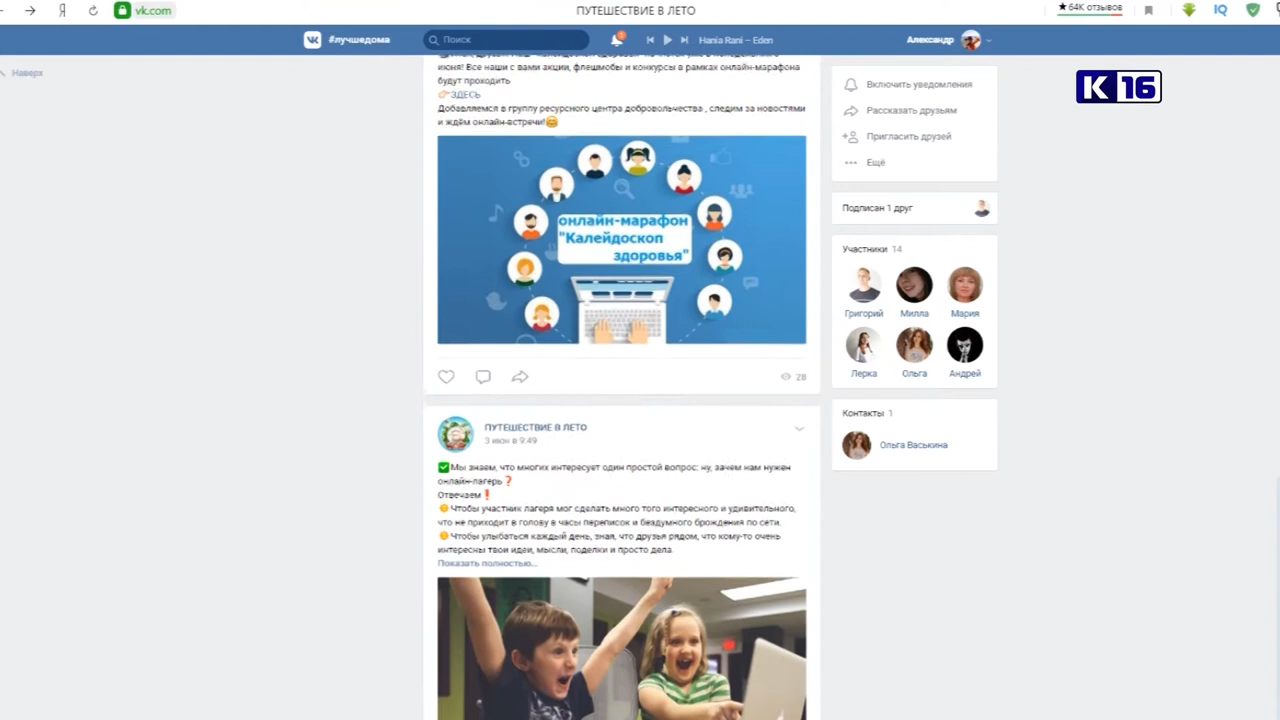 vk.com
ПУТЕШЕСТВИЕ В ЛЕТО
64K отзывов
#лучшедома
Поиск
Hania Rani – Eden
Александр
Наверх
июня! Все наши с вами акции, флешмобы и конкурсы в рамках онлайн-марафона
будут проходить
ЗДЕСЬ
Добавляемся в группу ресурсного центра добровольчества , следим за новостями
и ждём онлайн-встречи!
онлайн-марафон
"Калейдоскоп
здоровья"
28
ПУТЕШЕСТВИЕ В ЛЕТО
3 июн в 9:49
Мы знаем, что многих интересует один простой вопрос: ну, зачем нам нужен
онлайн-лагерь❓
Отвечаем❗
Чтобы участник лагеря мог сделать много того интересного и удивительного,
что не приходит в голову в часы переписок и бездумного брождения по сети.
Чтобы улыбаться каждый день, зная, что друзья рядом, что кому-то очень
интересны твои идеи, мысли, поделки и просто дела.
Показать полностью...
Включить уведомления
Рассказать друзьям
Пригласить друзей
Ещё
Подписан 1 друг
Участники 14
Григорий Милла Мария
Лерка Ольга Андрей
Контакты 1
Ольга Васькина
К 16